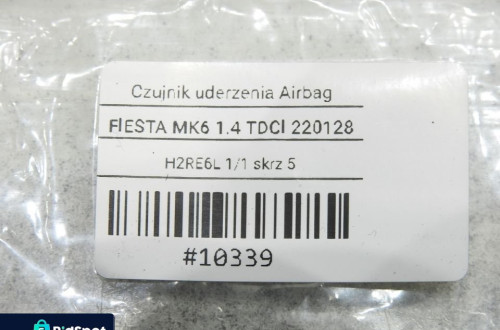 Czujnik uderzenia Airbag
FIESTA MK6 1.4 TDCI 220128
H2RE6L 1/1 skrz 5
#10339